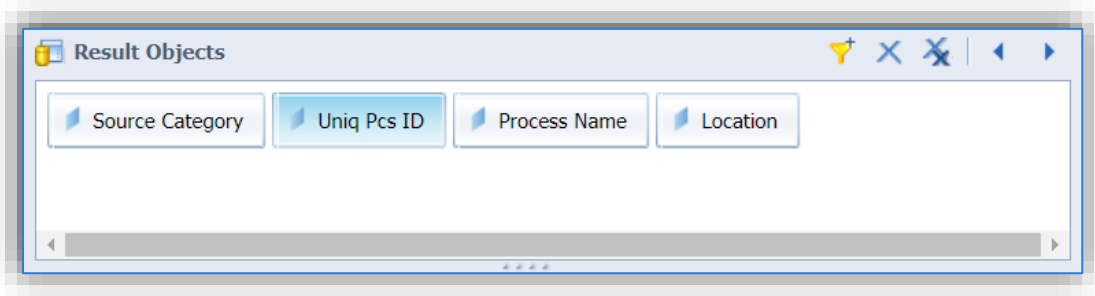 Result Objects
Source Category Uniq Pcs ID Process Name Location